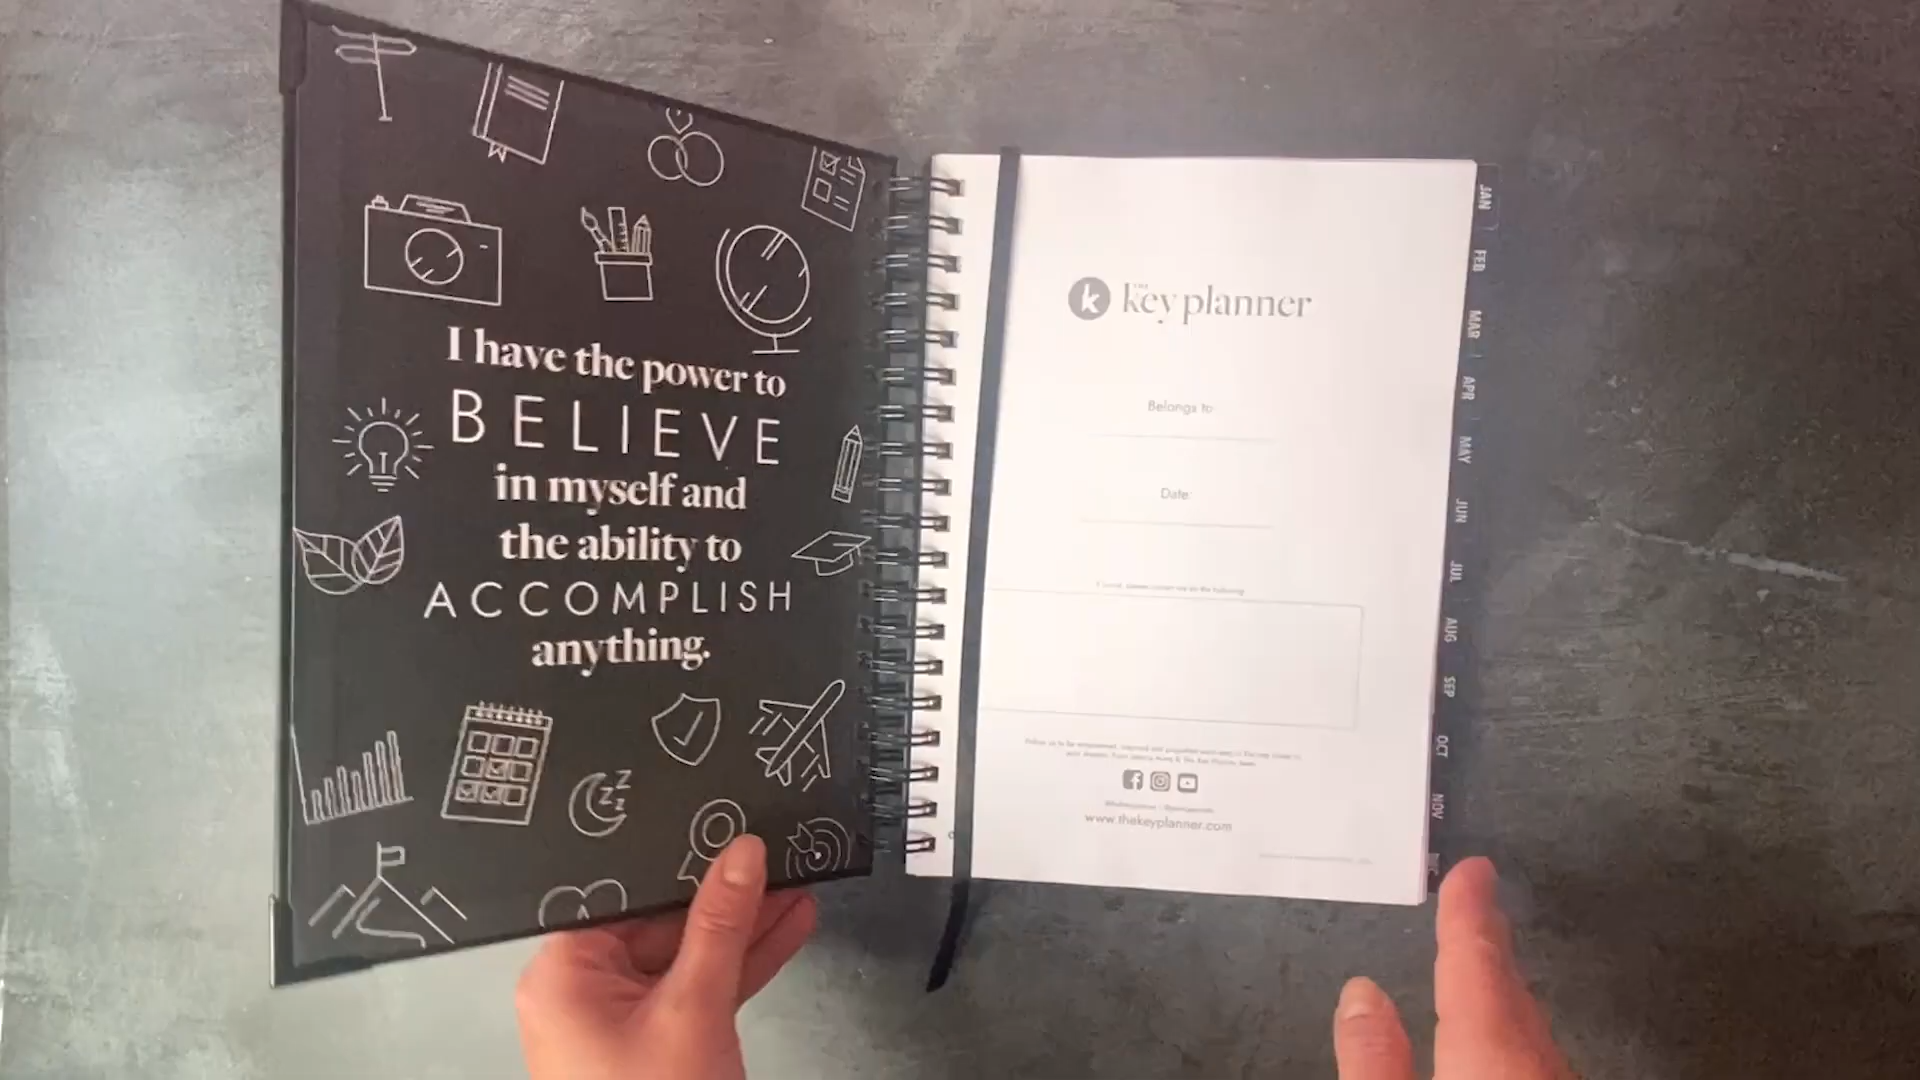 I have the power to
BELIEVE
in myself and
the ability to
ACCOMPLISH
anything.
z
z
z
z
k THE key planner
Belongs to:
Date:
www.thekeyplanner.com
JAN
FEB
MAR
APR
MAY
JUN
JUL
AUG
SEP
OCT
NOV